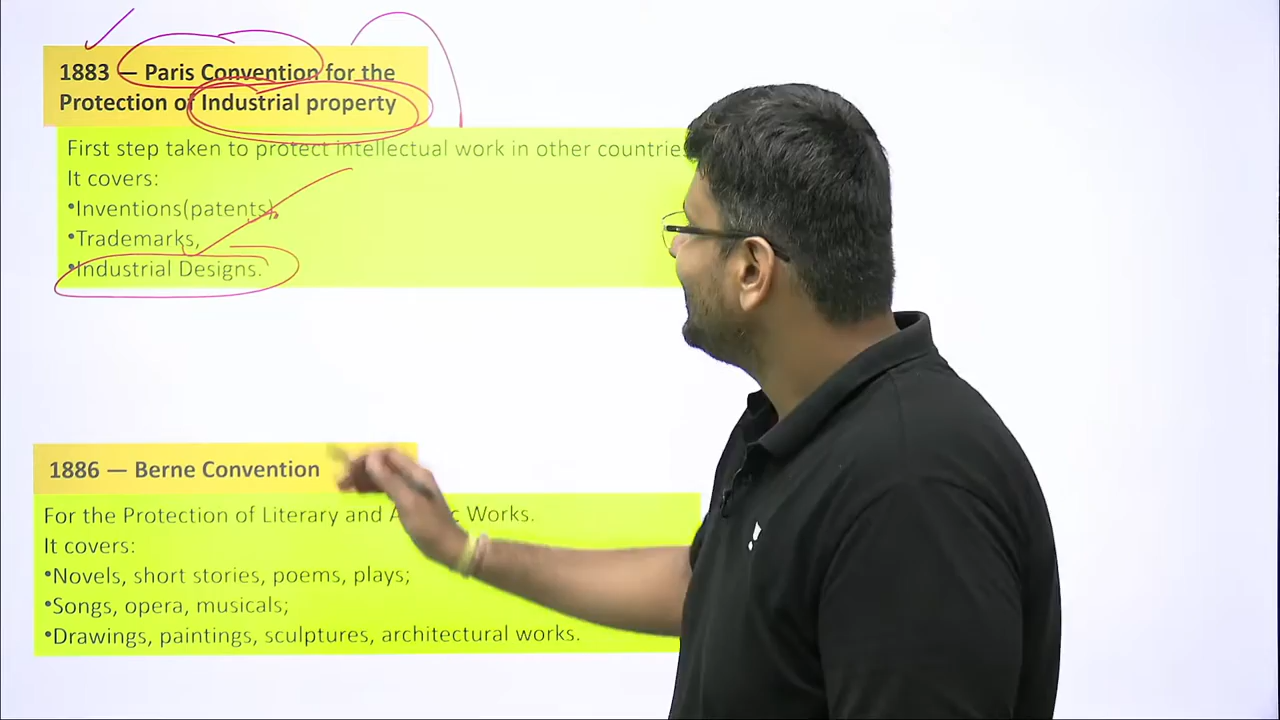 1883 — Paris Convention for the
Protection of Industrial property
First step taken to protect intellectual work in other
It covers:
•Inventions(patents),
•Trademarks,
•Industrial Designs.
1886 — Berne Convention
For the Protection of Literary and Works.
It covers:
•Novels, short stories, poems, plays;
•Songs, opera, musicals;
•Drawings, paintings, sculptures, architectural works.